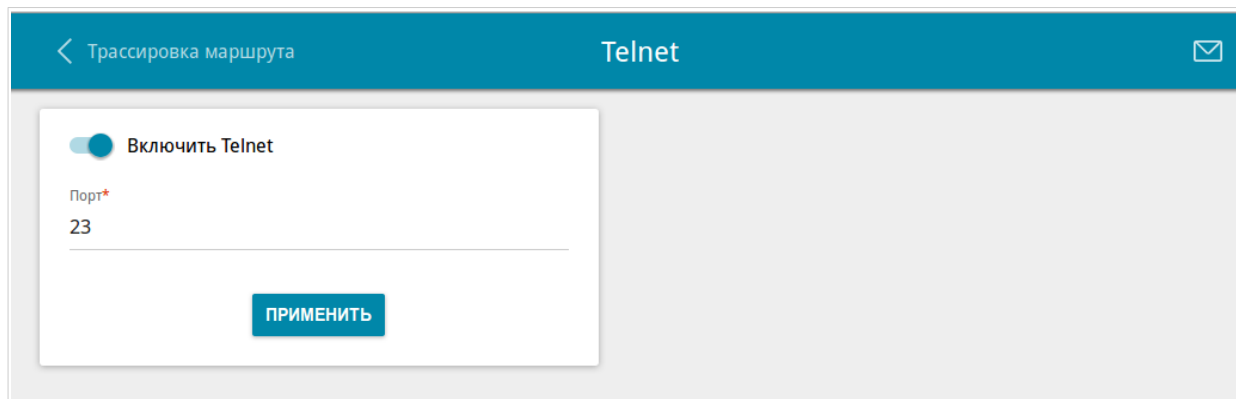 Трассировка маршрута
Telnet
Включить Telnet
Порт*
23
ПРИМЕНИТЬ